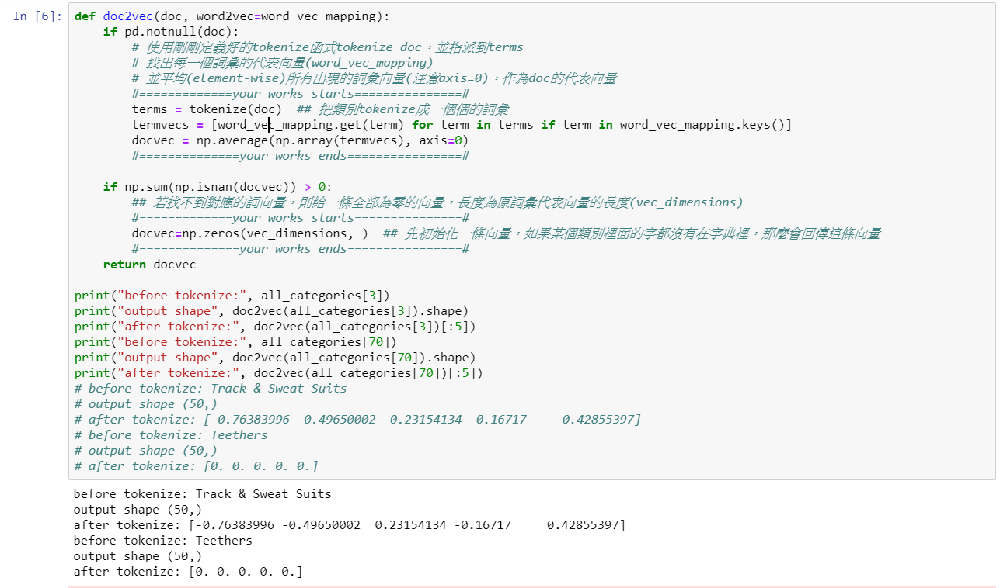 In [6]: def doc2vec(doc, word2vec=word_vec_mapping):
    if pd.notnull(doc):
        # 使用剛剛定義好的tokenize函式tokenize doc，並指派到terms
        # 找出每一個詞彙的代表向量(word_vec_mapping)
        # 並平均(element-wise)所有出現的詞彙向量(注意axis=0)，作為doc的代表向量
        #=============your works starts===============#
        terms = tokenize(doc)  ## 把類別tokenize成一個個的詞彙
        termvecs = [word_vec_mapping.get(term) for term in terms if term in word_vec_mapping.keys()]
        docvec = np.average(np.array(termvecs), axis=0)
        #==============your works ends================#

    if np.sum(np.isnan(docvec)) > 0:
        ## 若找不到對應的詞向量，則給一條全部為零的向量，長度為原詞彙代表向量的長度(vec_dimensions)
        #=============your works starts===============#
        docvec=np.zeros(vec_dimensions, )  ## 先初始化一條向量，如果某個類別裡面的字都沒有在字典裡，那麼會回傳這條向量
        #==============your works ends================#
    return docvec

print("before tokenize:", all_categories[3])
print("output shape", doc2vec(all_categories[3]).shape)
print("after tokenize:", doc2vec(all_categories[3])[:5])
print("before tokenize:", all_categories[70])
print("output shape", doc2vec(all_categories[70]).shape)
print("after tokenize:", doc2vec(all_categories[70])[:5])
# before tokenize: Track & Sweat Suits
# output shape (50,)
# after tokenize: [-0.76383996 -0.49650002  0.23154134 -0.16717     0.42855397]
# before tokenize: Teethers
# output shape (50,)
# after tokenize: [0. 0. 0. 0. 0.]
before tokenize: Track & Sweat Suits
output shape (50,)
after tokenize: [-0.76383996 -0.49650002  0.23154134 -0.16717     0.42855397]
before tokenize: Teethers
output shape (50,)
after tokenize: [0. 0. 0. 0. 0.]